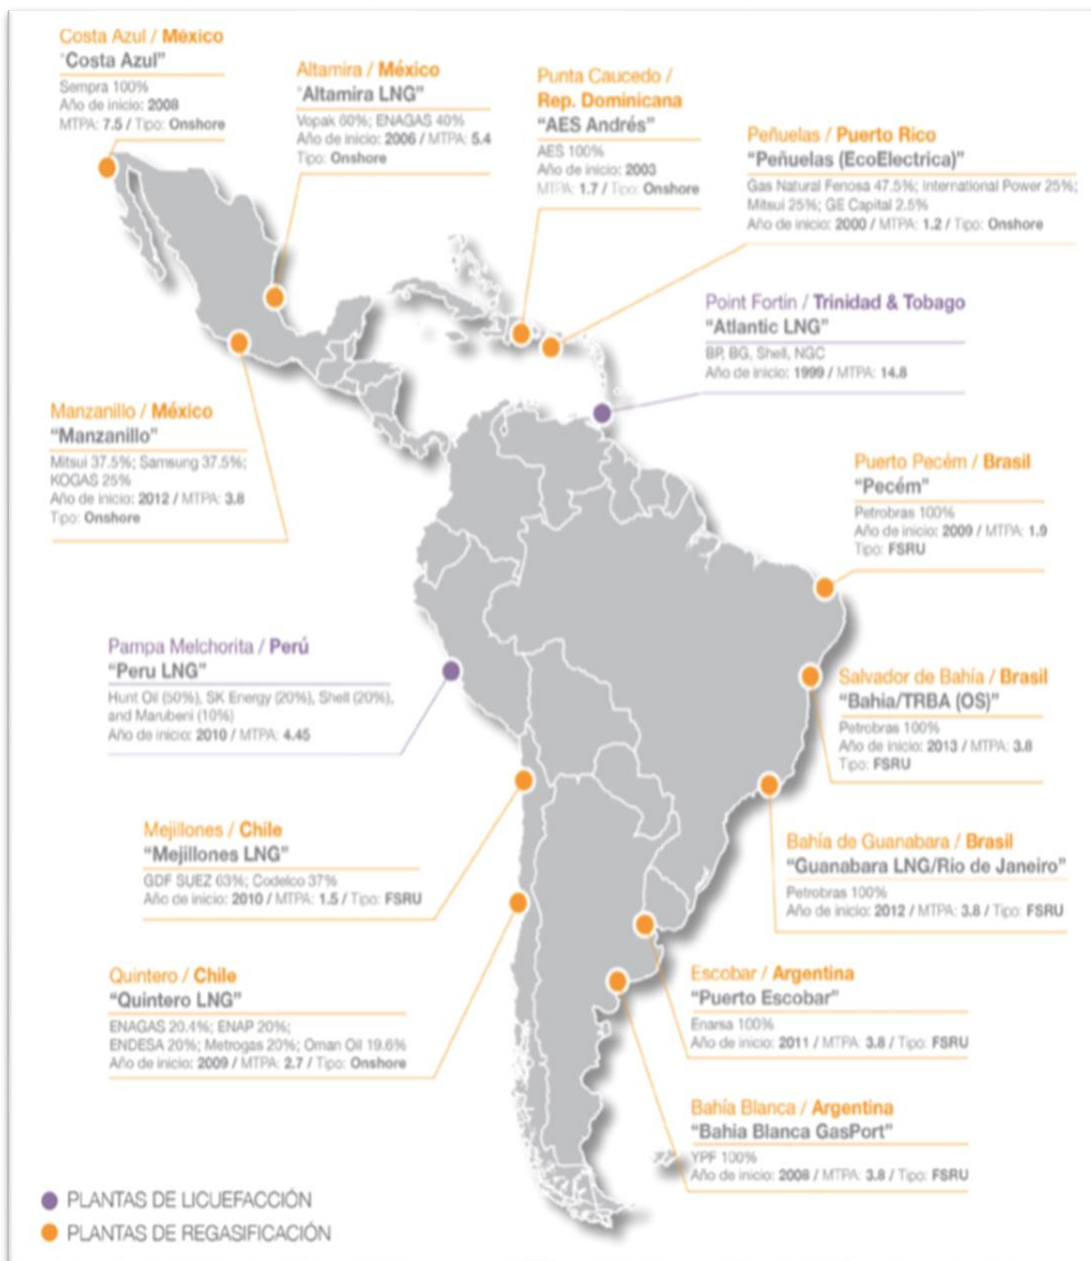 Costa Azul / México
"Costa Azul"
Sempra 100%
Año de inicio: 2008
MTPA: 7.5 / Tipo: Onshore
Altamira / México
"Altamira LNG"
Vopak 60%; ENAGAS 40%
Año de inicio: 2006 / MTPA: 5.4
Tipo: Onshore
Punta Caucedo /
Rep. Dominicana
"AES Andrés"
AES 100%
Año de inicio: 2003
MTPA: 1.7 / Tipo: Onshore
Peñuelas / Puerto Rico
"Peñuelas (EcoElectrica)"
Gas Natural Fenosa 47.5%; International Power 25%;
Mitsui 25%; GE Capital 2.5%
Año de inicio: 2000 / MTPA: 1.2 / Tipo: Onshore
Point Fortin / Trinidad & Tobago
"Atlantic LNG"
BP, BG, Shell, NGC
Año de inicio: 1999 / MTPA: 14.8
Manzanillo / México
"Manzanillo"
Mitsui 37.5%; Samsung 37.5%;
KOGAS 25%
Año de inicio: 2012 / MTPA: 3.8
Tipo: Onshore
Puerto Pecém / Brasil
"Pecém"
Petrobras 100%
Año de inicio: 2009 / MTPA: 1.9
Tipo: FSRU
Pampa Melchorita / Perú
"Peru LNG"
Hunt Oil (50%), SK Energy (20%), Shell (20%),
and Marubeni (10%)
Año de inicio: 2010 / MTPA: 4.45
Salvador de Bahía / Brasil
"Bahia/TRBA (OS)"
Petrobras 100%
Año de inicio: 2013 / MTPA: 3.8
Tipo: FSRU
Mejillones / Chile
"Mejillones LNG"
GDF SUEZ 63%; Codelco 37%
Año de inicio: 2010 / MTPA: 1.5 / Tipo: FSRU
Bahía de Guanabara / Brasil
"Guanabara LNG/Rio de Janeiro"
Petrobras 100%
Año de inicio: 2012 / MTPA: 3.8 / Tipo: FSRU
Quintero / Chile
"Quintero LNG"
ENAGAS 20.4%; ENAP 20%;
ENDESA 20%; Metrogas 20%; Oman Oil 19.6%
Año de inicio: 2009 / MTPA: 2.7 / Tipo: Onshore
Escobar / Argentina
"Puerto Escobar"
Enarsa 100%
Año de inicio: 2011 / MTPA: 3.8 / Tipo: FSRU
Bahía Blanca / Argentina
"Bahia Blanca GasPort"
YPF 100%
Año de inicio: 2008 / MTPA: 3.8 / Tipo: FSRU
PLANTAS DE LICUEFACCIÓN
PLANTAS DE REGASIFICACIÓN